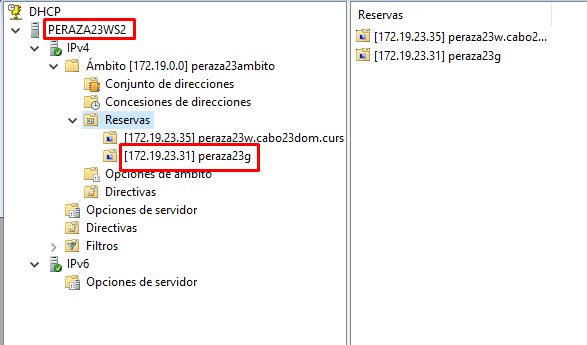 DHCP
PERAZA23WS2
IPv4
Ámbito [172.19.0.0] peraza23ambito
Conjunto de direcciones
Concesiones de direcciones
Reservas
[172.19.23.35] peraza23w.cabo23dom.curso
[172.19.23.31] peraza23g
Opciones de ámbito
Directivas
Opciones de servidor
Directivas
Filtros
IPv6
Opciones de servidor
Reservas
[172.19.23.35] peraza23w.cabo2...
[172.19.23.31] peraza23g